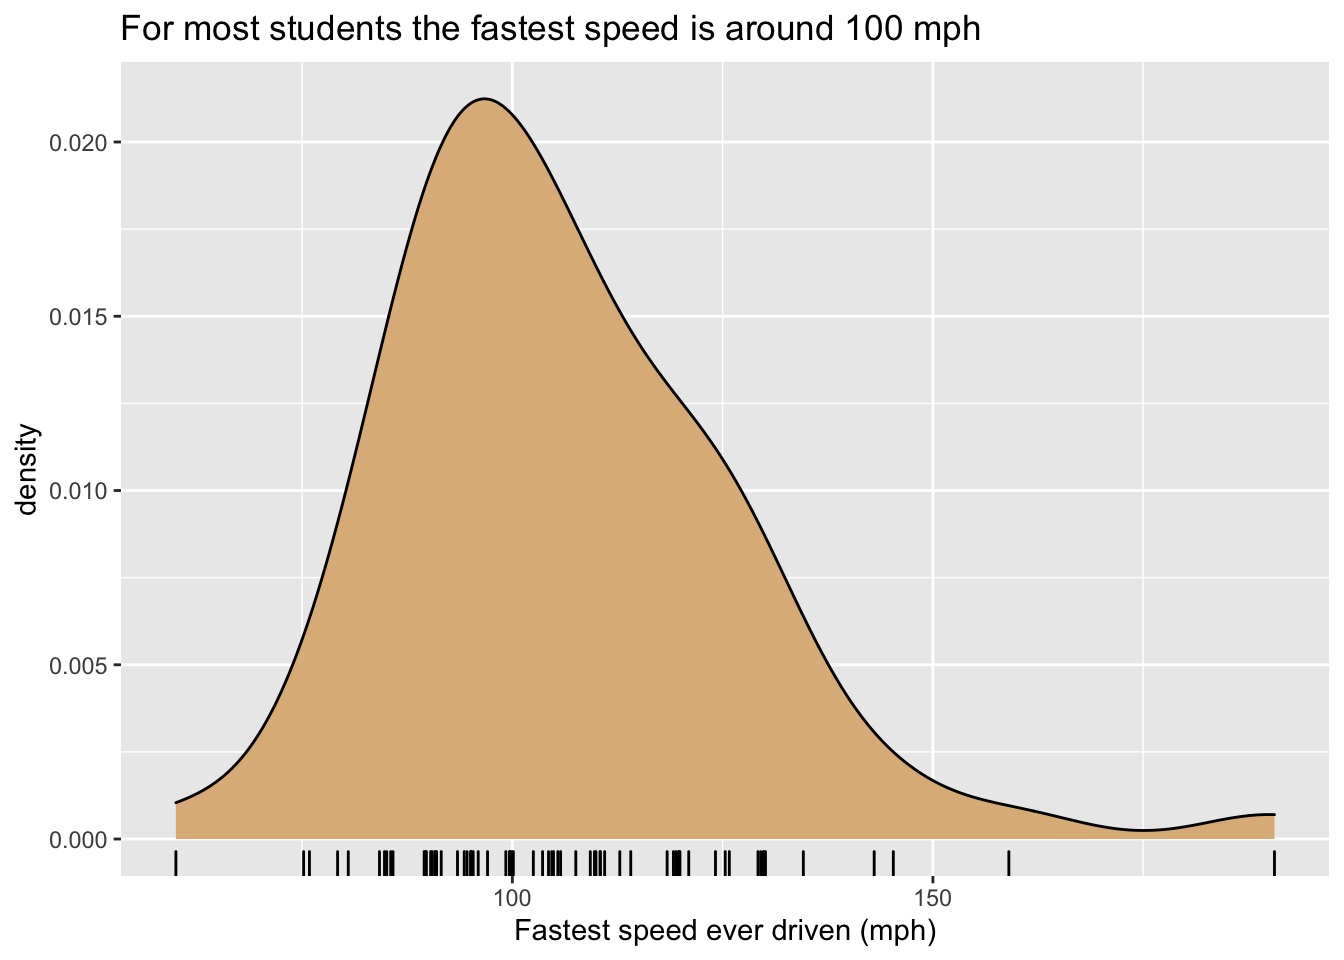 For most students the fastest speed is around 100 mph
0.020
0.015
0.010
0.005
0.000
density
100 150
Fastest speed ever driven (mph)